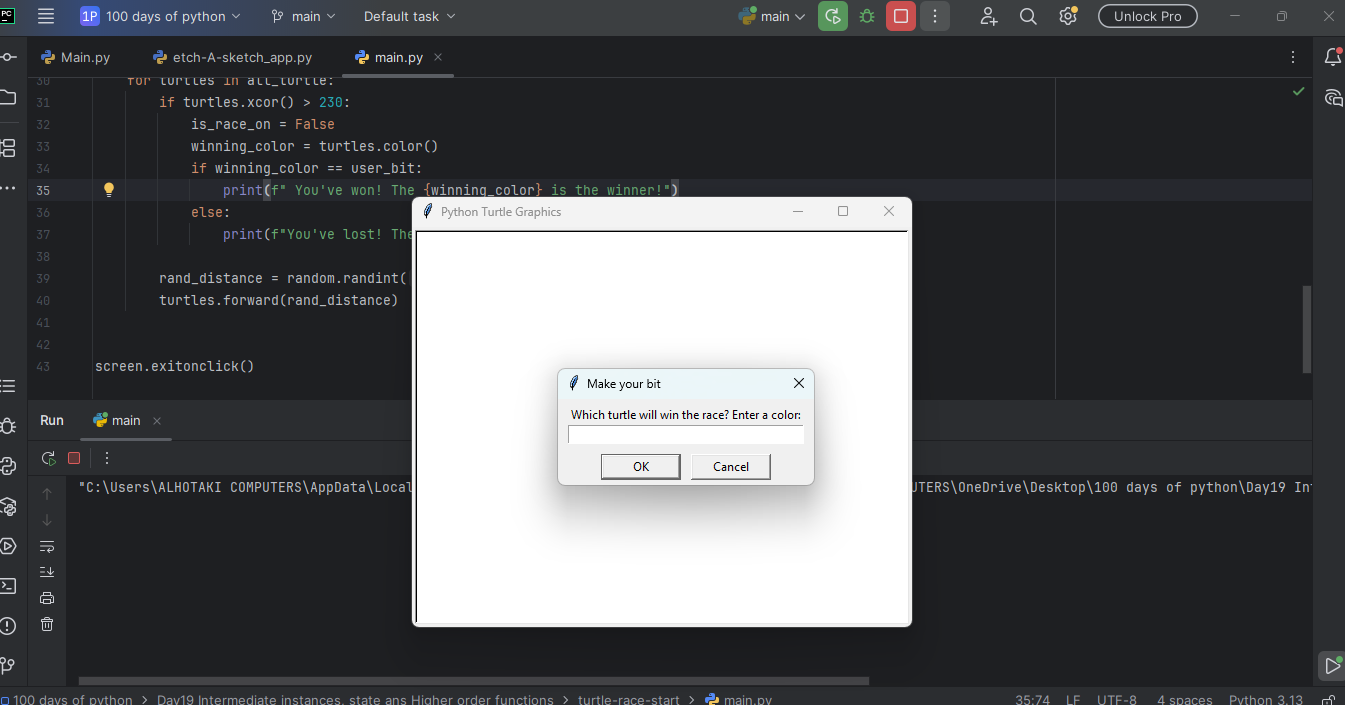 PC 1P 100 days of python main Default task main Unlock Pro
Main.py etch-A-sketch_app.py main.py
30 for turtles in all_turtle:
31 if turtles.xcor() > 230:
32 is_race_on = False
33 winning_color = turtles.color()
34 if winning_color == user_bit:
35 print(f" You've won! The {winning_color} is the winner!")
36 else:
37 print(f"You've lost! The
38
39 rand_distance = random.randint(
40 turtles.forward(rand_distance)
41
42
43 screen.exitonclick()
Python Turtle Graphics
Make your bit
Which turtle will win the race? Enter a color:
OK Cancel
Run main
"C:\Users\ALHOTAKI COMPUTERS\AppData\Local
\OneDrive\Desktop\100 days of python\Day19
100 days of python > Day19 Intermediate instances, state ans Higher order functions > turtle-race-start > main.py 35:74 LF UTF-8 4 spaces Python 3.13